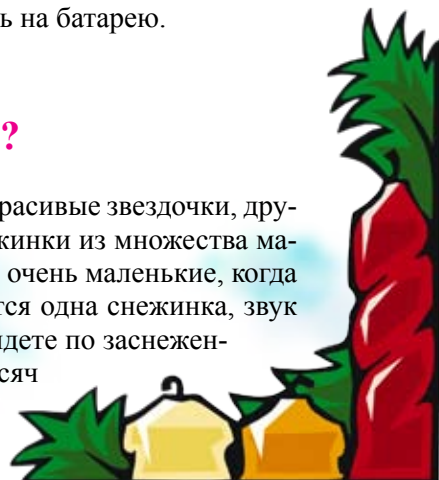 ь на батарею.
?
расивые звездочки, дру-
жинки из множества ма-
очень маленькие, когда
тся одна снежинка, звук
йдете по заснежен-
сяч